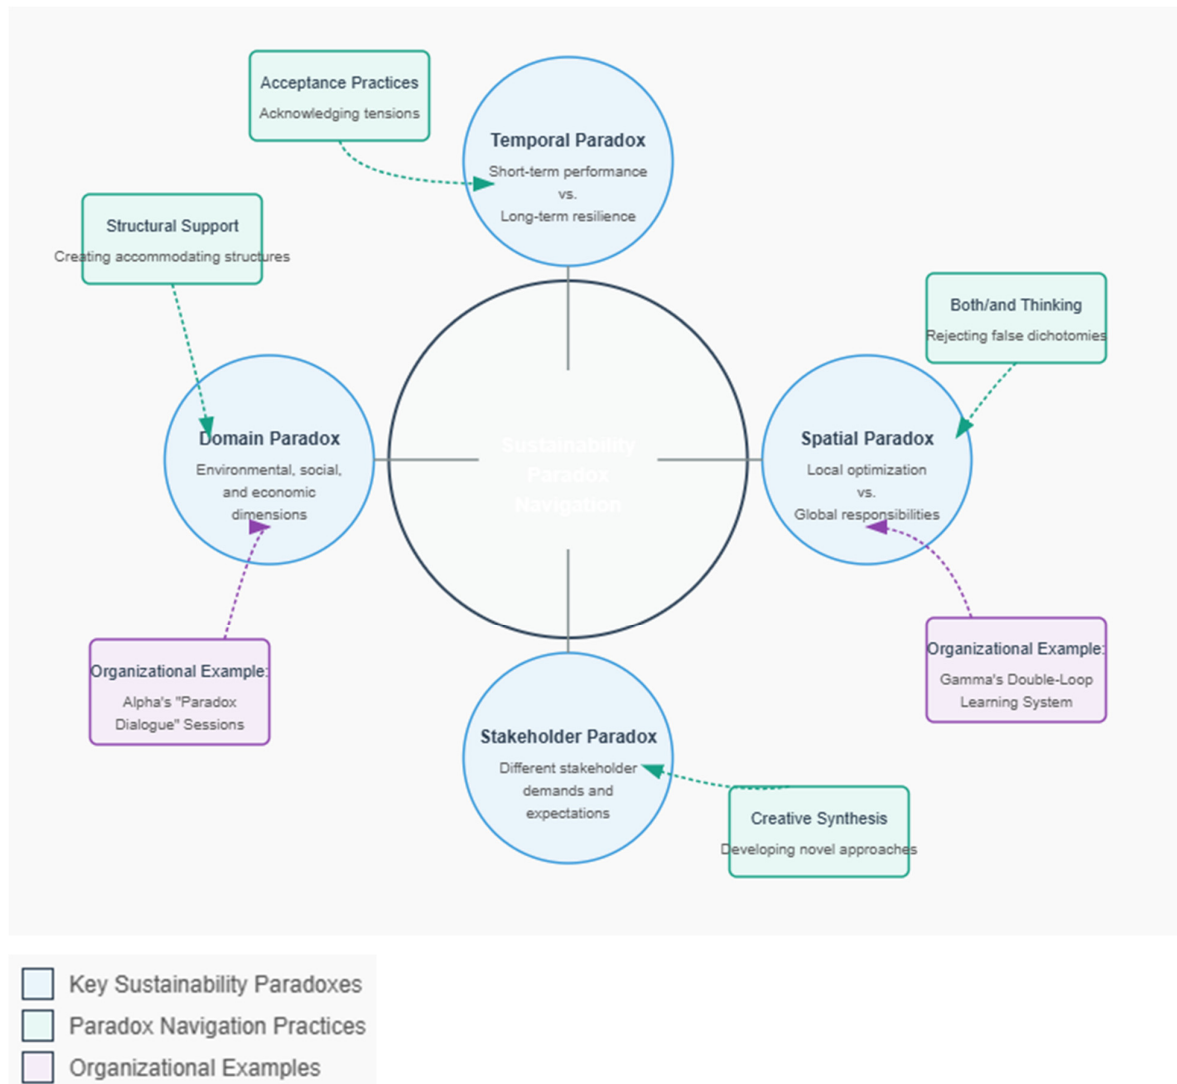 Acceptance Practices
Acknowledging tensions
Temporal Paradox
Short-term performance
vs.
Long-term resilience
Structural Support
Creating accommodating structures
Both/and Thinking
Rejecting false dichotomies
Domain Paradox
Environmental, social,
and economic
dimensions
Sustainability
Paradox
Navigation
Spatial Paradox
Local optimization
vs.
Global responsibilities
Organizational Example:
Alpha's "Paradox
Dialogue" Sessions
Organizational Example:
Gamma's Double-Loop
Learning System
Stakeholder Paradox
Different stakeholder
demands and
expectations
Creative Synthesis
Developing novel approaches
Key Sustainability Paradoxes
Paradox Navigation Practices
Organizational Examples